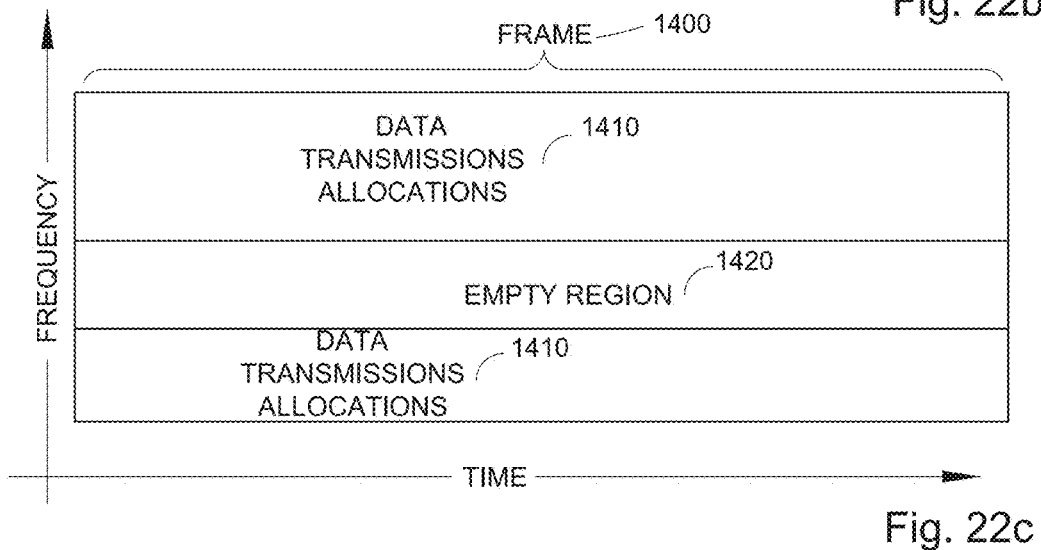 Fig. 22b
FRAME 1400
DATA
TRANSMISSIONS
ALLOCATIONS
1410
FREQUENCY
1420
EMPTY REGION
DATA
TRANSMISSIONS
ALLOCATIONS
1410
TIME
Fig. 22c